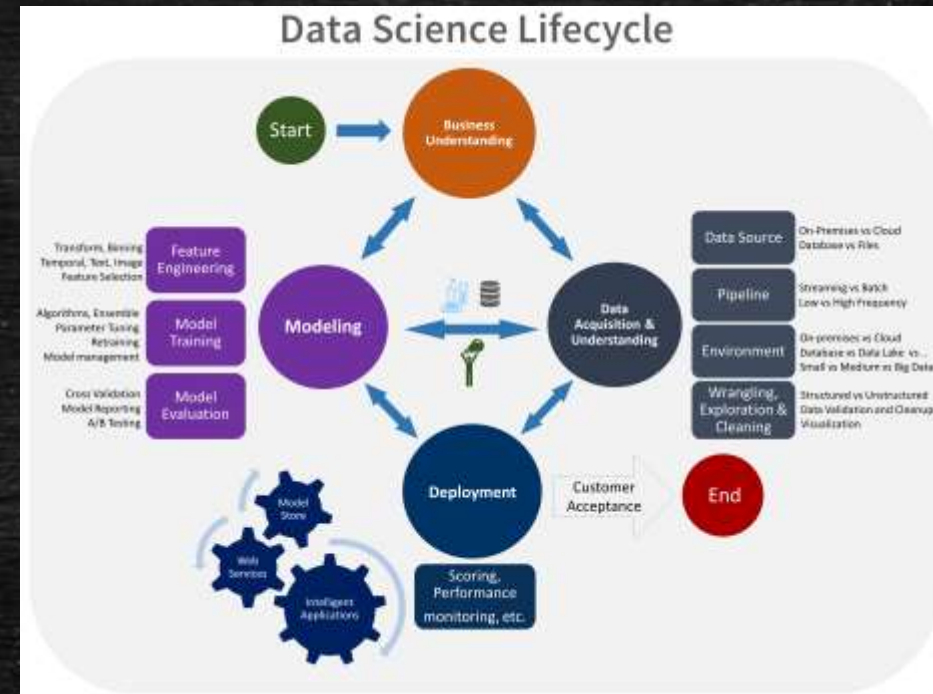 Data Science Lifecycle
Start
Business
Understanding
Transform, Binning
Temporal, Text, Image
Feature Selection
Feature
Engineering
Algorithms, Ensemble
Parameter Tuning
Retraining
Model management
Model
Training
Cross Validation
Model Reporting
A/B Testing
Model
Evaluation
Modeling
Data
Acquisition &
Understanding
Data Source
On-Premises vs Cloud
Database vs Files
Pipeline
Streaming vs Batch
Low vs High Frequency
Environment
On-premises vs Cloud
Database vs Data Lake vs...
Small vs Medium vs Big Data
Wrangling,
Exploration &
Cleaning
Structured vs Unstructured
Data Validation and Cleanup
Visualization
Deployment
Customer
Acceptance
End
Scoring,
Performance
monitoring, etc.
Model
Store
Web
Services
Intelligent
Applications